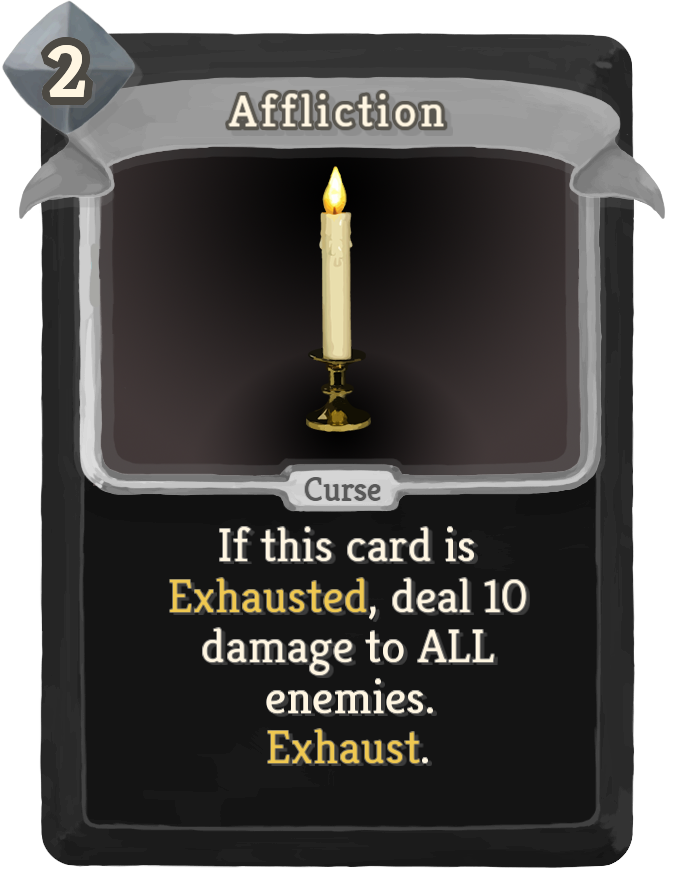 2
Affliction
Curse
If this card is
Exhausted, deal 10
damage to ALL
enemies.
Exhaust.